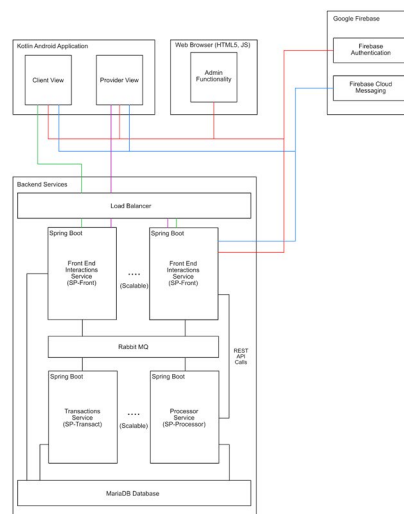 Google Firebase
Kotlin Android Application
Web Browser (HTML5, JS)
Firebase
Authentication
Client View
Provider View
Admin
Functionality
Firebase Cloud
Messaging
Backend Services
Load Balancer
Spring Boot
Spring Boot
Front End
Interactions
Service
(SP-Front)
....
(Scalable)
Front End
Interactions
Service
(SP-Front)
Rabbit MQ
REST
API
Calls
Spring Boot
Spring Boot
Transactions
Service
(SP-Transact)
....
(Scalable)
Processor
Service
(SP-Processor)
MariaDB Database